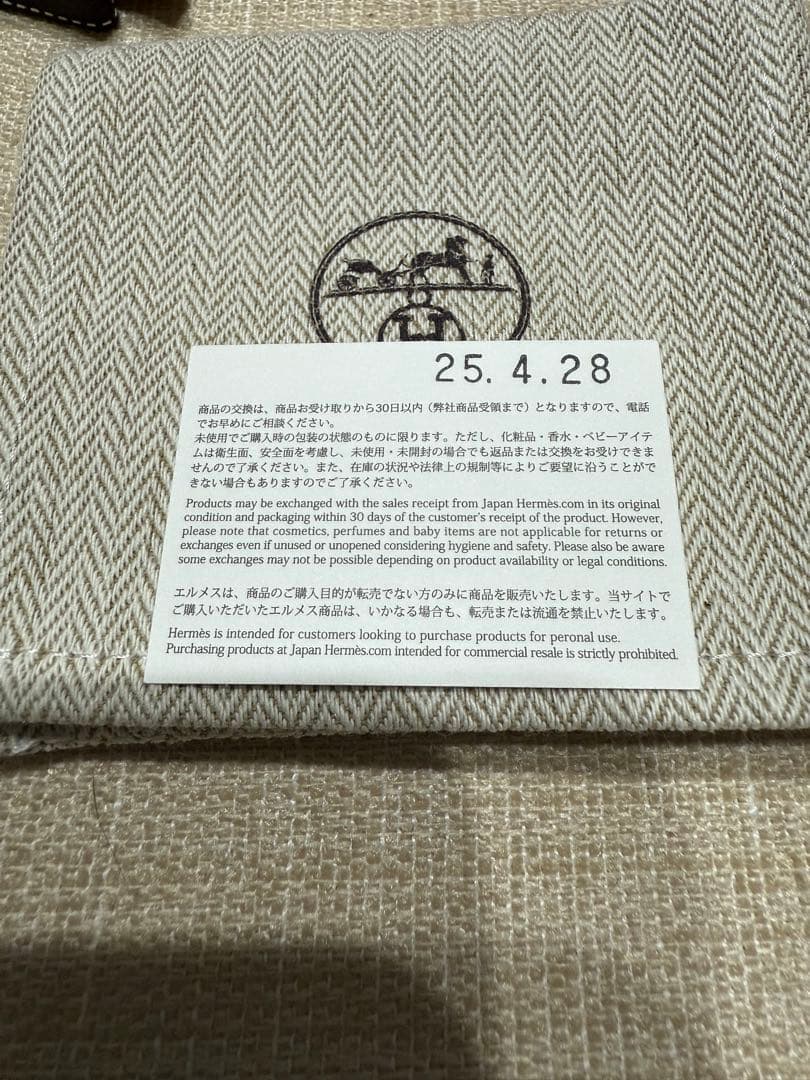 H
25. 4. 28
商品の交換は、商品お受け取りから30日以内（弊社商品受領まで）となりますので、電話
でお早めにご相談ください。
未使用でご購入時の包装の状態のものに限ります。ただし、化粧品・香水・ベビーアイテ
ムは衛生面、安全面を考慮し、未使用・未開封の場合でも返品または交換をお受けできま
せんのでご了承ください。また、在庫の状況や法律上の規制等によりご要望に沿うことがで
きない場合もありますのでご了承ください。
Products may be exchanged with the sales receipt from Japan Hermès.com in its original
condition and packaging within 30 days of the customer's receipt of the product. However,
please note that cosmetics, perfumes and baby items are not applicable for returns or
exchanges even if unused or unopened considering hygiene and safety. Please also be aware
some exchanges may not be possible depending on product availability or legal conditions.
エルメスは、商品のご購入目的が転売でない方のみに商品を販売いたします。当サイトで
ご購入いただいたエルメス商品は、いかなる場合も、転売または流通を禁止いたします。
Hermès is intended for customers looking to purchase products for peronal use.
Purchasing products at Japan Hermès.com intended for commercial resale is strictly prohibited.